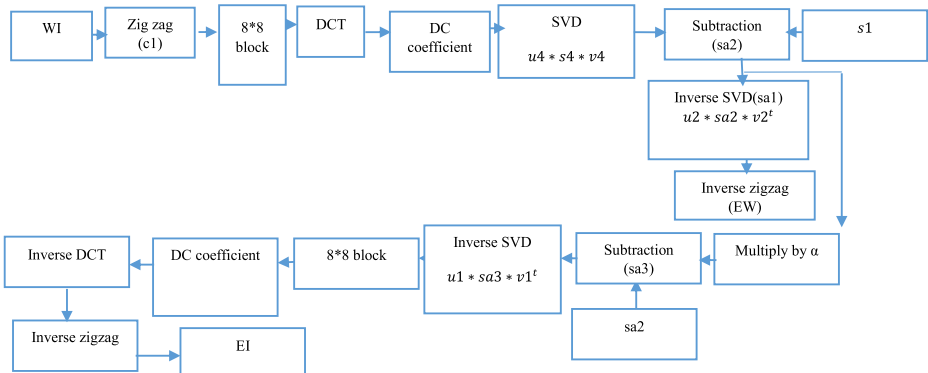 WI
Zig zag
(c1)
8*8
block
DCT
DC
coefficient
SVD
𝑢4 ∗ 𝑠4 ∗ 𝑣4
Subtraction
(sa2)
𝑠1
Inverse SVD(sa1)
𝑢2 ∗ 𝑠𝑎2 ∗ 𝑣2ᵗ
Inverse zigzag
(EW)
Inverse DCT
DC coefficient
8*8 block
Inverse SVD
𝑢1 ∗ 𝑠𝑎3 ∗ 𝑣1ᵗ
Subtraction
(sa3)
Multiply by α
sa2
Inverse zigzag
EI